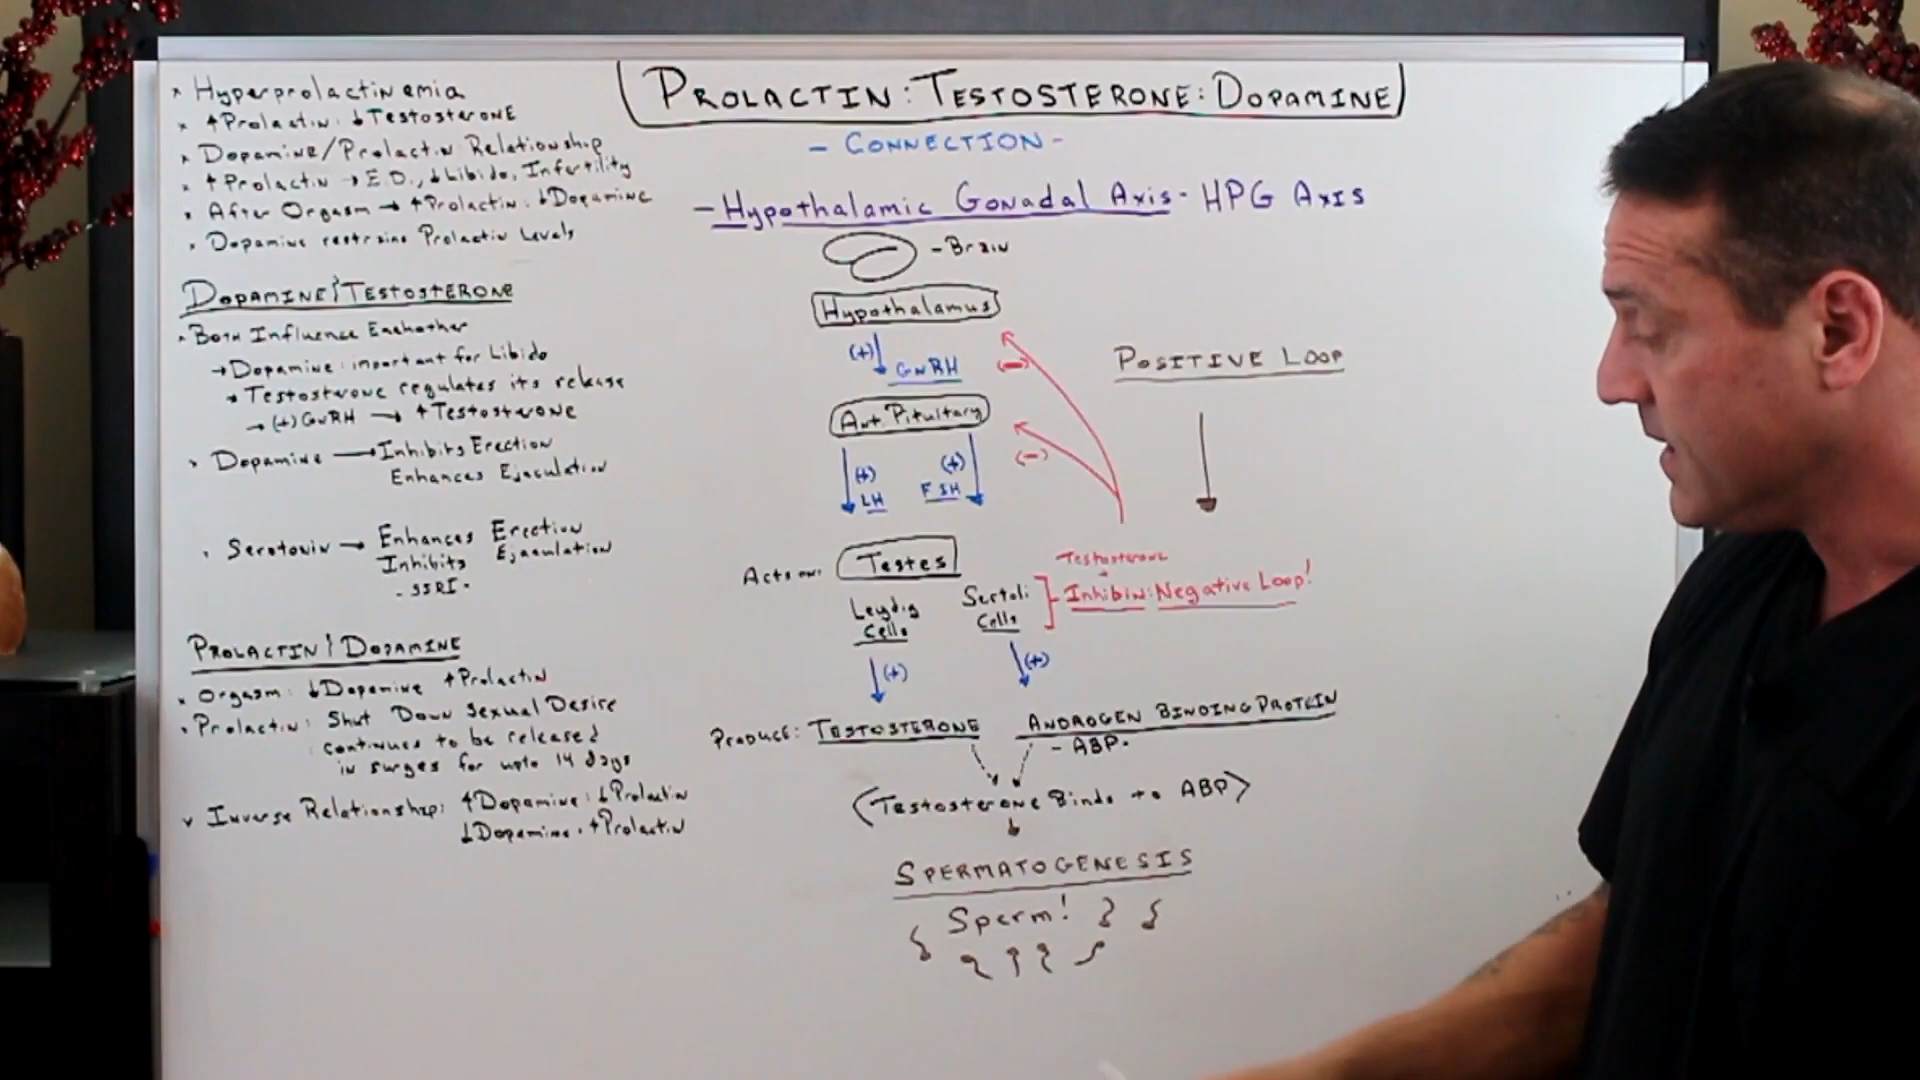 PROLACTIN: TESTOSTERONE: DOPAMINE
- CONNECTION -
- Hypothalamic Gonadal Axis - HPG Axis
x Hyperprolactinemia
x ↑Prolactin: ↓Testosterone
x Dopamine/Prolactin Relationship
x ↑Prolactin → E.D., ↓Libido, Infertility
x After Orgasm → ↑Prolactin: ↓Dopamine
x Dopamine restrains Prolactin Levels
DOPAMINE} TESTOSTERONE
x Both Influence Eachother
→ Dopamine: important for Libido
→ Testosterone regulates its release
→ (+) GnRH → ↑Testosterone
x Dopamine → Inhibits Erection
Enhances Ejaculation
x Serotonin → Enhances Erection
Inhibits Ejaculation
- SSRI -
PROLACTIN} DOPAMINE
x Orgasm: ↓Dopamine ↑Prolactin
x Prolactin: Shut Down Sexual Desire
: continues to be released
in surges for upto 14 days
x Inverse Relationship: ↑Dopamine: ↓Prolactin
↓Dopamine: ↑Prolactin
- Brain
Hypothalamus
(+) GnRH (-)
Ant. Pituitary
(+) LH (+) FSH (-)
POSITIVE LOOP
Acts on: Testes
Leydig Cells
Sertoli Cells
Testosterone
Inhibin: Negative Loop!
(+) (+)
Produce: TESTOSTERONE ANDROGEN BINDING PROTEIN
- ABP -
(Testosterone Binds to ABP)
SPERMATOGENESIS
Sperm!